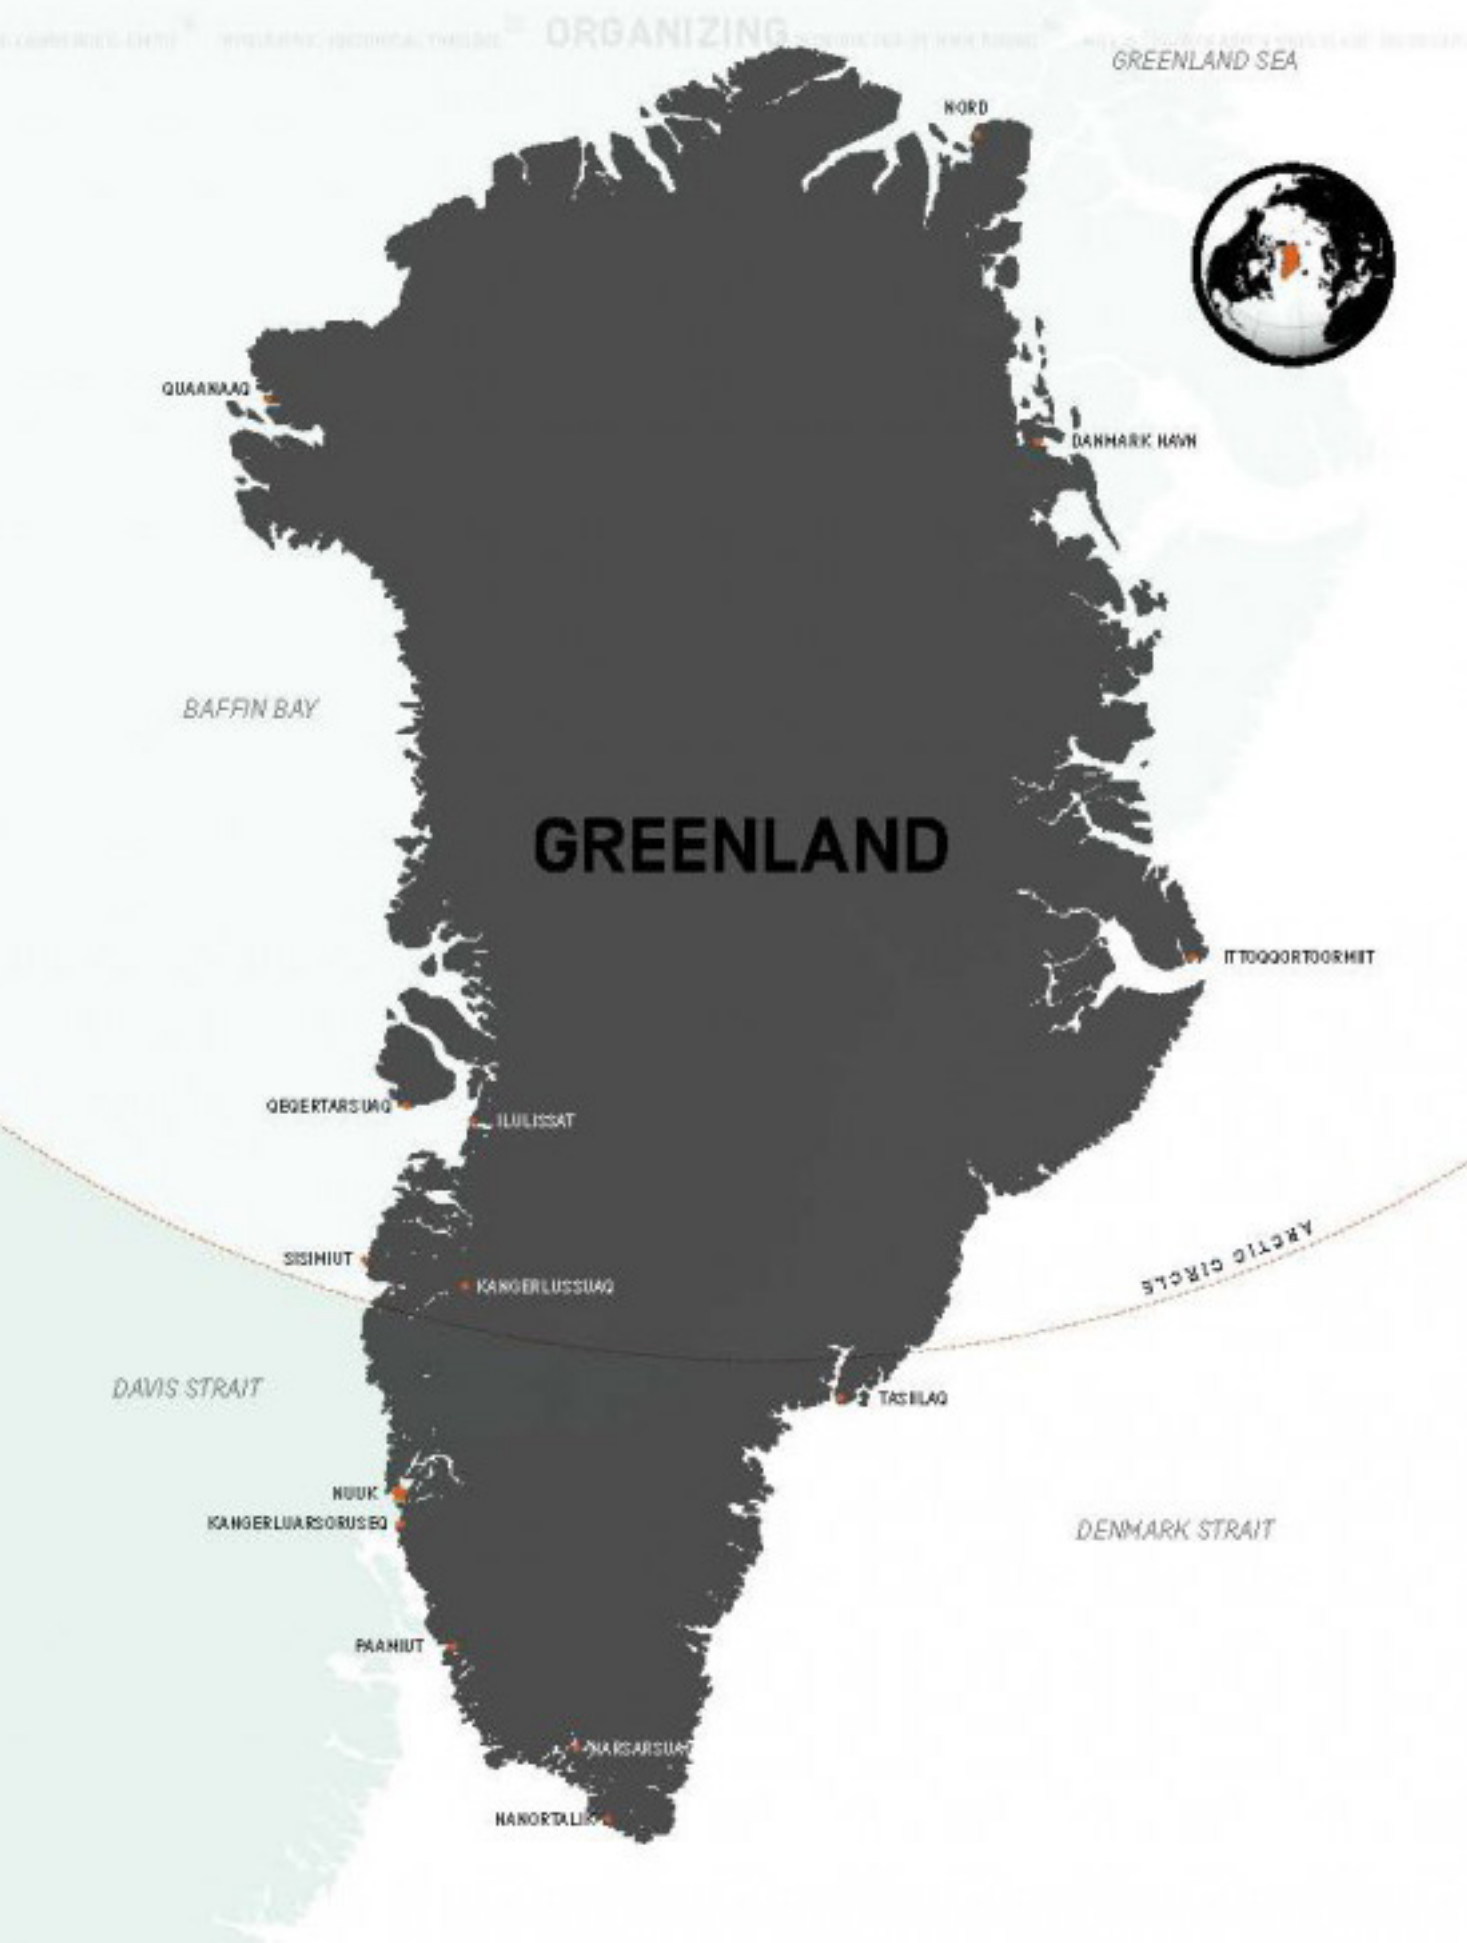 ORGANIZING
GREENLAND SEA
NORD
QUAANAAQ
DANMARK HAVN
BAFFIN BAY
GREENLAND
ITTOQQORTOORMIIT
QEQERTARSUAQ
ILULISSAT
ARCTIC CIRCLE
SISIMIUT
KANGERLUSSUAQ
DAVIS STRAIT
TASIILAQ
NUUK
KANGERLUARSORUSEQ
DENMARK STRAIT
PAAMIUT
NARSARSUAQ
NANORTALIK